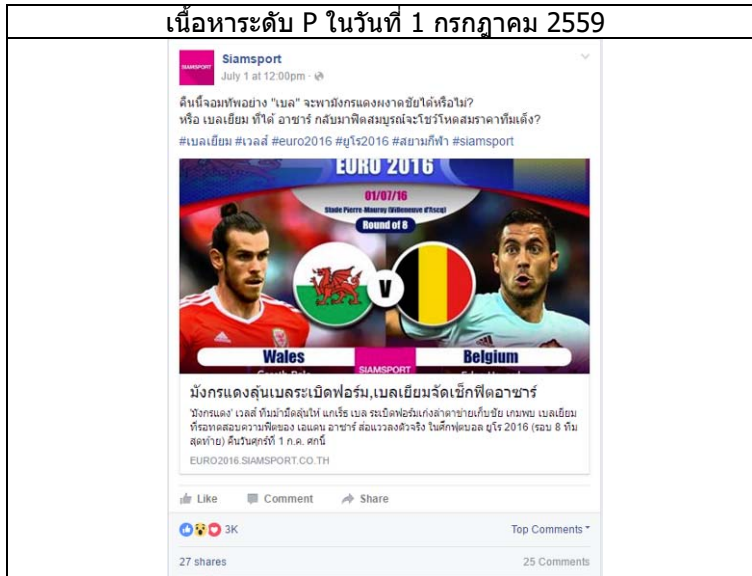 เนื้อหาระดับ P ในวันที่ 1 กรกฎาคม 2559
SIAMSPORT
Siamsport
July 1 at 12:00pm ·
คืนนี้จอมทัพอย่าง "เบล" จะพามังกรแดงผงาดชัยได้หรือไม่?
หรือ เบลเยียม ที่ได้ อาซาร์ กลับมาฟิตสมบูรณ์จะโชว์โหดสมราคาทีมเต็ง?
#เบลเยียม #เวลส์ #euro2016 #ยูโร2016 #สยามกีฬา #siamsport
EURO 2016
01/07/16
Stade Pierre-Mauroy (Villeneuve d'Ascq)
Round of 8
V
Wales
Belgium
SIAMSPORT
มังกรแดงลุ้นเบลระเบิดฟอร์ม,เบลเยียมจัดเช็กฟิตอาซาร์
'มังกรแดง' เวลส์ ทีมม้ามืดลุ้นให้ แกเร็ธ เบล ระเบิดฟอร์มเก่งล่าตาข่ายเก็บชัย เกมพบ เบลเยียม
ที่รอทดสอบความฟิตของ เอแดน อาซาร์ ส่อแววลงตัวจริง ในศึกฟุตบอล ยูโร 2016 (รอบ 8 ทีม
สุดท้าย) คืนวันศุกร์ที่ 1 ก.ค. ศกนี้
EURO2016.SIAMSPORT.CO.TH
Like Comment Share
3K Top Comments
27 shares 25 Comments